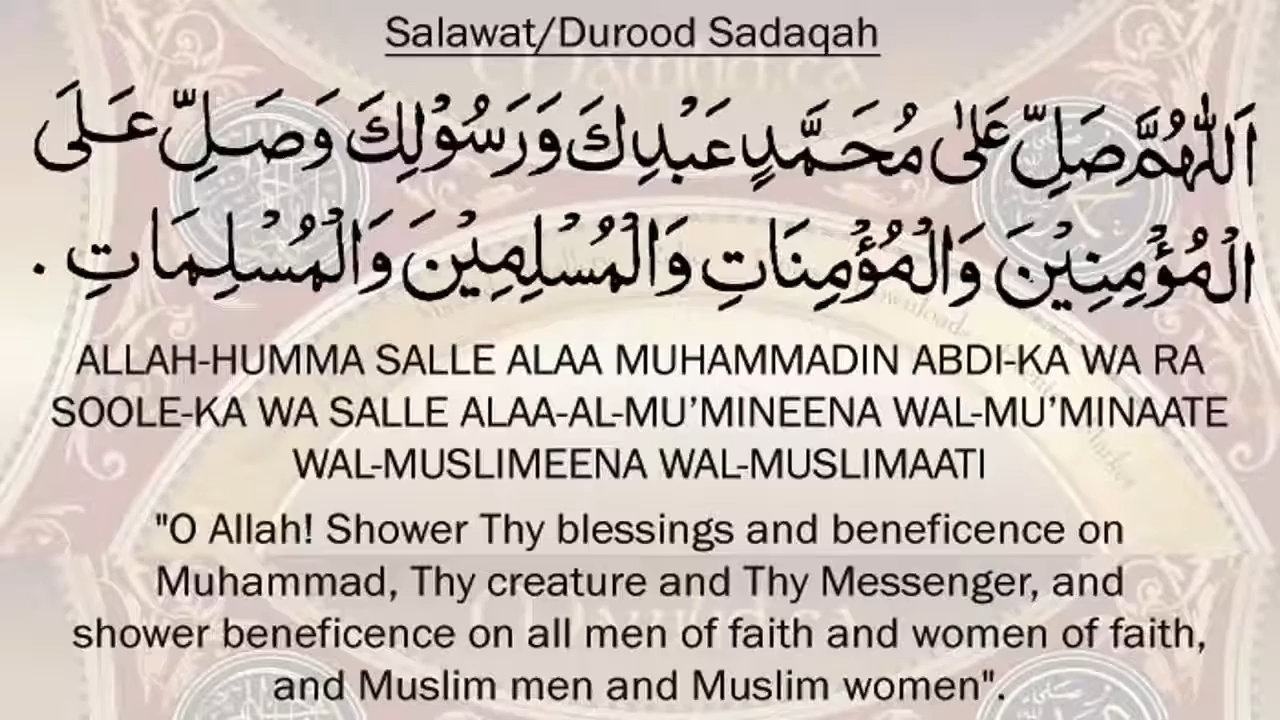 Salawat/Durood Sadaqah
اَللّٰهُمَّ صَلِّ عَلٰى مُحَمَّدٍ عَبْدِكَ وَرَسُوْلِكَ وَصَلِّ عَلَى
الْمُؤْمِنِيْنَ وَالْمُؤْمِنَاتِ وَالْمُسْلِمِيْنَ وَالْمُسْلِمَاتِ .
ALLAH-HUMMA SALLE ALAA MUHAMMADIN ABDI-KA WA RA
SOOLE-KA WA SALLE ALAA-AL-MU’MINEENA WAL-MU’MINAATE
WAL-MUSLIMEENA WAL-MUSLIMAATI
"O Allah! Shower Thy blessings and beneficence on
Muhammad, Thy creature and Thy Messenger, and
shower beneficence on all men of faith and women of faith,
and Muslim men and Muslim women".